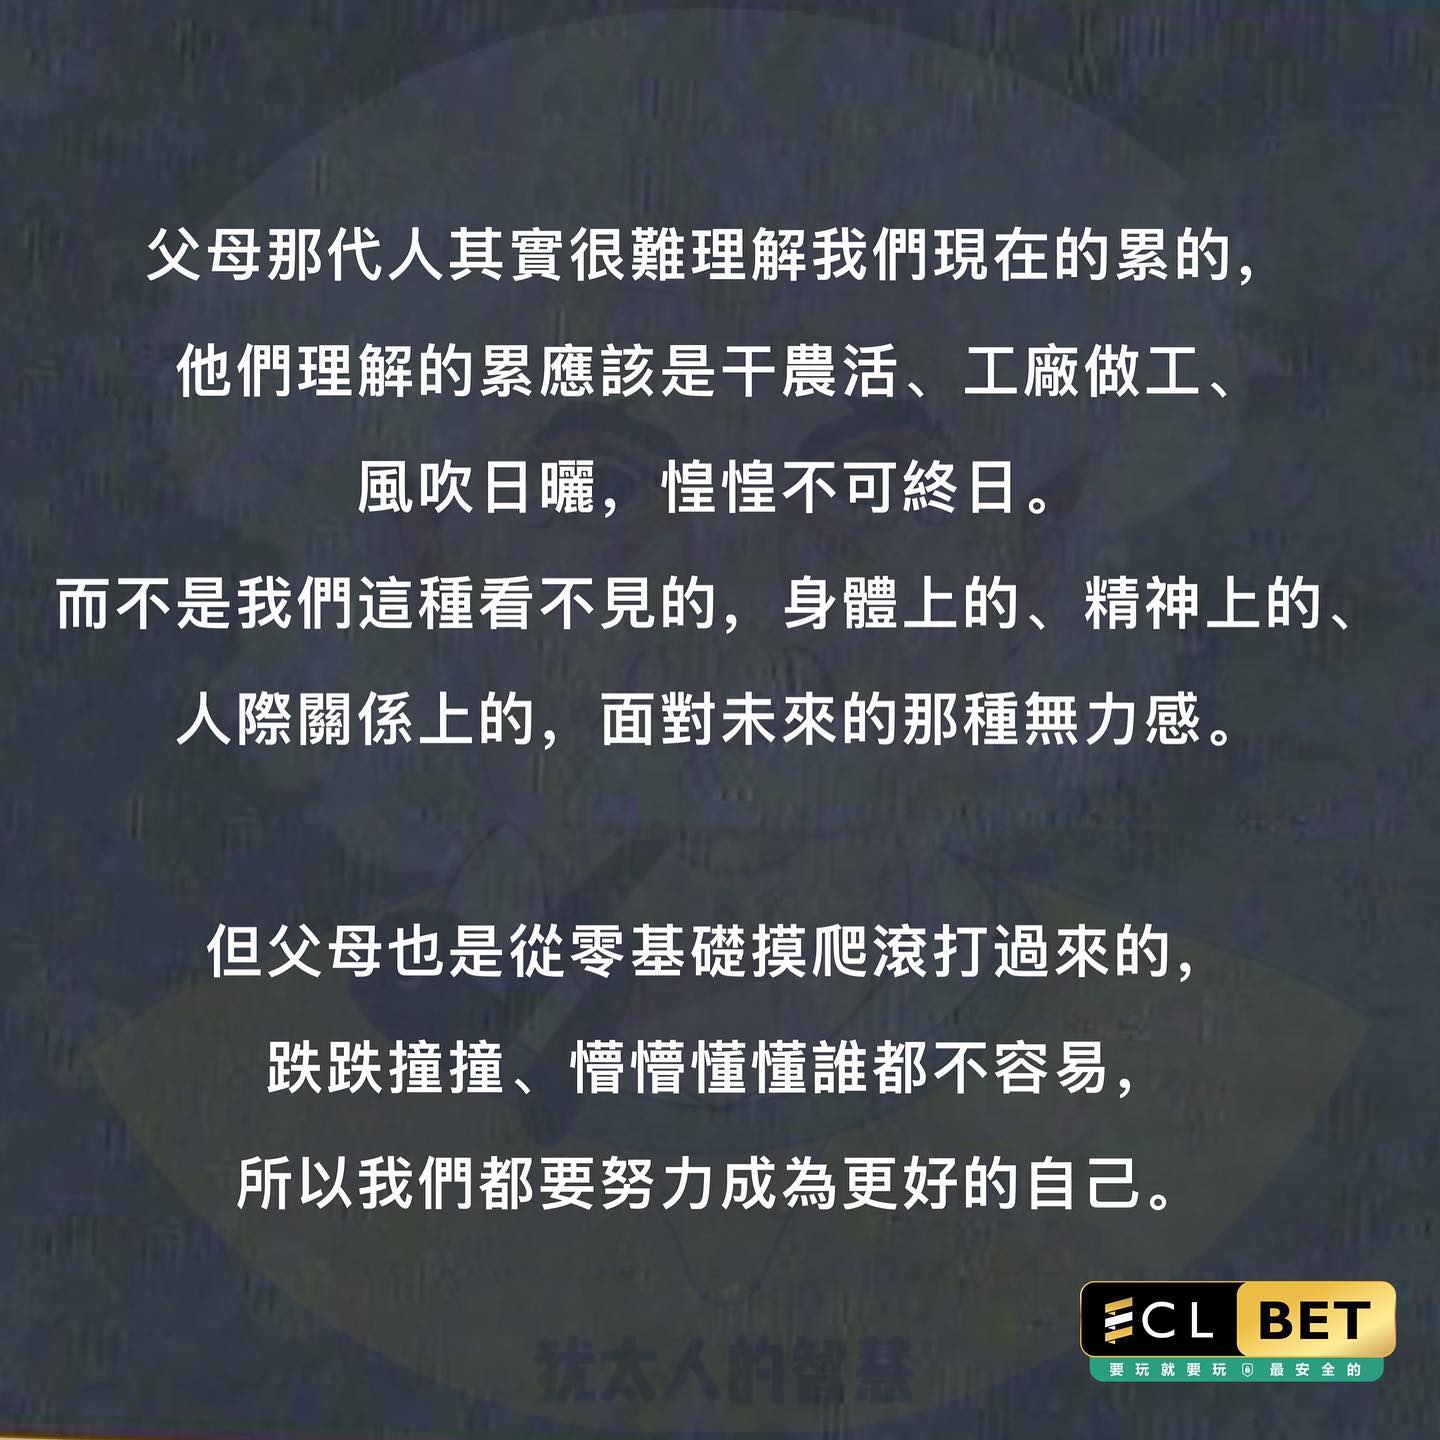 父母那代人其實很難理解我們現在的累的，
他們理解的累應該是干農活、工廠做工、
風吹日曬，惶惶不可終日。
而不是我們這種看不見的，身體上的、精神上的、
人際關係上的，面對未來的那種無力感。
但父母也是從零基礎摸爬滾打過來的，
跌跌撞撞、懵懵懂懂誰都不容易，
所以我們都要努力成為更好的自己。
ECL BET
要玩就要玩最安全的
猶太人的智慧